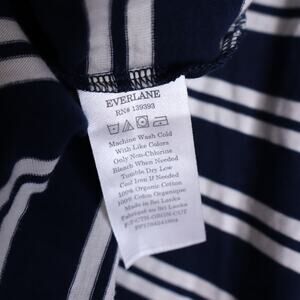 EVERLANE
RN# 139393
Machine Wash Cold
With Like Colors
Only Non-Chlorine
Bleach When Needed
Tumble Dry Low
Cool Iron If Needed
100% Organic Cotton
100% Coton Organique
Made in Sri Lanka
Fabriqué au Sri Lanka